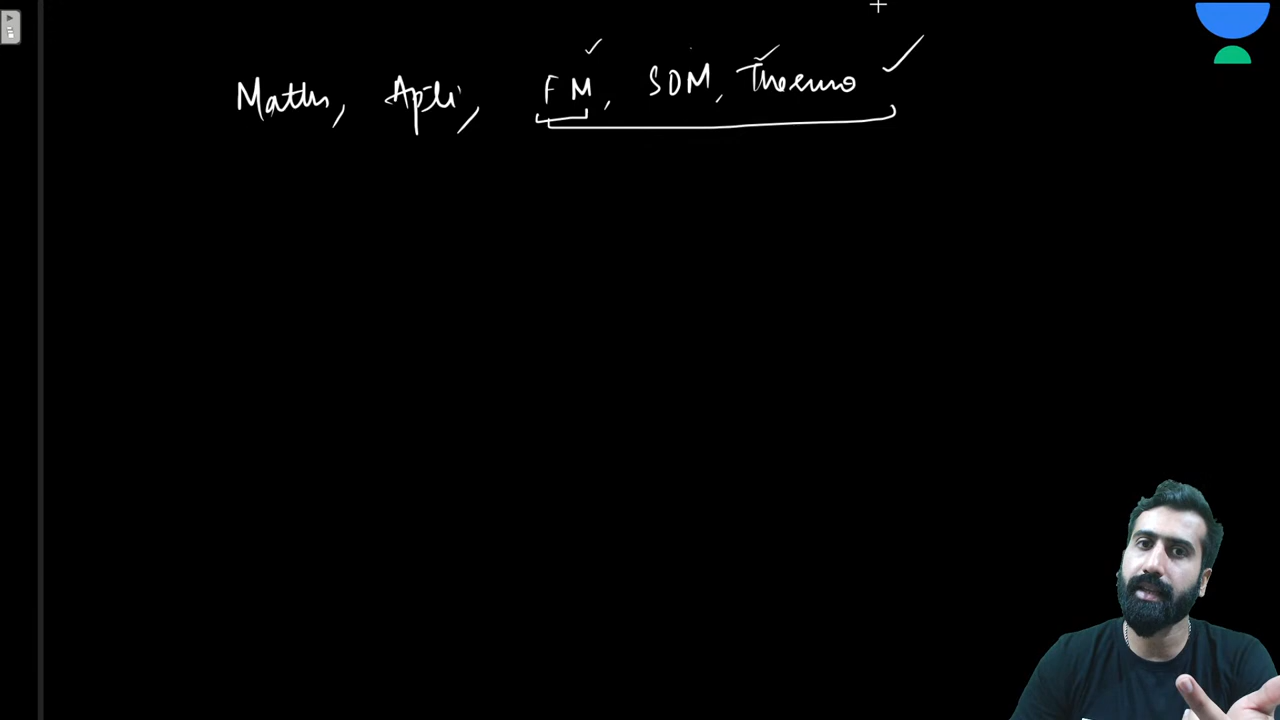 Maths, Apti, FM, SOM, Thermo